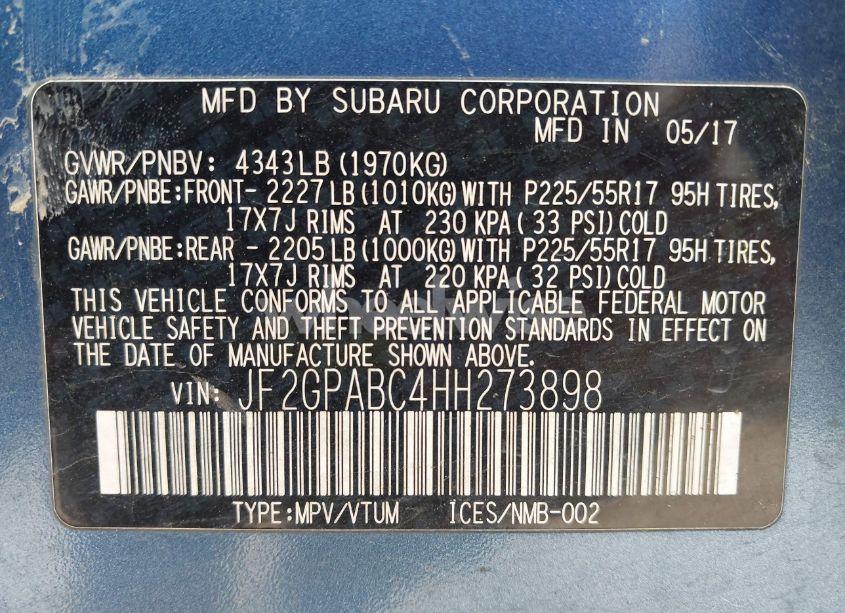 MFD BY SUBARU CORPORATION
MFD IN 05/17
GVWR/PNBV: 4343LB (1970KG)
GAWR/PNBE:FRONT- 2227 LB (1010KG) WITH P225/55R17 95H TIRES,
17X7J RIMS AT 230 KPA ( 33 PSI) COLD
GAWR/PNBE:REAR - 2205 LB (1000KG) WITH P225/55R17 95H TIRES,
17X7J RIMS AT 220 KPA ( 32 PSI) COLD
THIS VEHICLE CONFORMS TO ALL APPLICABLE FEDERAL MOTOR
VEHICLE SAFETY AND THEFT PREVENTION STANDARDS IN EFFECT ON
THE DATE OF MANUFACTURE SHOWN ABOVE.
VIN: JF2GPABC4HH273898
TYPE:MPV/VTUM ICES/NMB-002